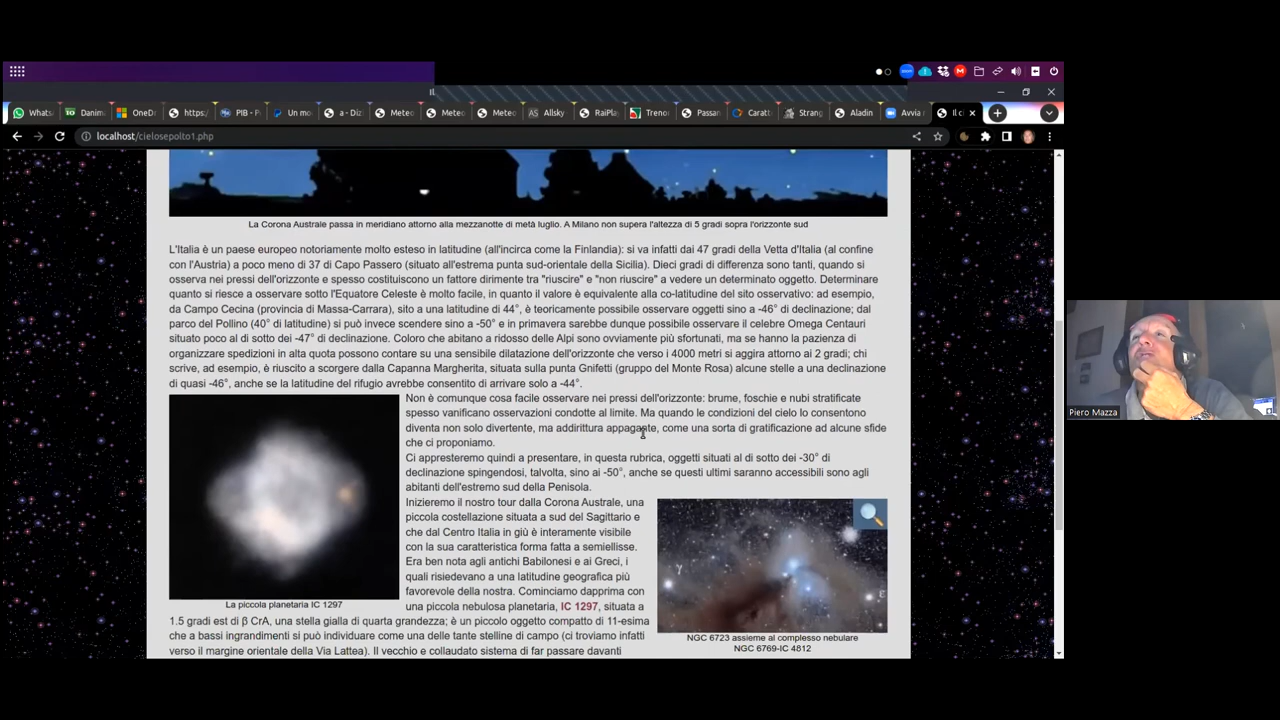 Il
Whats
Danim
OneD
https:/
PIB - F
Un mo
a - Diz
Meteo
Meteo
Meteo
Allsky
RaiPla
Treno
Passan
Caratt
Strang
Aladin
Avvia
Il c
localhost/cielosepolto1.php
La Corona Australe passa in meridiano attorno alla mezzanotte di metà luglio. A Milano non supera l'altezza di 5 gradi sopra l'orizzonte sud
L'Italia è un paese europeo notoriamente molto esteso in latitudine (all'incirca come la Finlandia): si va infatti dai 47 gradi della Vetta d'Italia (al confine
con l'Austria) a poco meno di 37 di Capo Passero (situato all'estrema punta sud-orientale della Sicilia). Dieci gradi di differenza sono tanti, quando si
osserva nei pressi dell'orizzonte e spesso costituiscono un fattore dirimente tra "riuscire" e "non riuscire" a vedere un determinato oggetto. Determinare
quanto si riesce a osservare sotto l'Equatore Celeste è molto facile, in quanto il valore è equivalente alla co-latitudine del sito osservativo: ad esempio,
da Campo Cecina (provincia di Massa-Carrara), sito a una latitudine di 44°, è teoricamente possibile osservare oggetti sino a -46° di declinazione; dal
parco del Pollino (40° di latitudine) si può invece scendere sino a -50° e in primavera sarebbe dunque possibile osservare il celebre Omega Centauri
situato poco al di sotto dei -47° di declinazione. Coloro che abitano a ridosso delle Alpi sono ovviamente più sfortunati, ma se hanno la pazienza di
organizzare spedizioni in alta quota possono contare su una sensibile dilatazione dell'orizzonte che verso i 4000 metri si aggira attorno ai 2 gradi; chi
scrive, ad esempio, è riuscito a scorgere dalla Capanna Margherita, situata sulla punta Gnifetti (gruppo del Monte Rosa) alcune stelle a una declinazione
di quasi -46°, anche se la latitudine del rifugio avrebbe consentito di arrivare solo a -44°.
Non è comunque cosa facile osservare nei pressi dell'orizzonte: brume, foschie e nubi stratificate
spesso vanificano osservazioni condotte al limite. Ma quando le condizioni del cielo lo consentono
diventa non solo divertente, ma addirittura appagante, come una sorta di gratificazione ad alcune sfide
che ci proponiamo.
Ci appresteremo quindi a presentare, in questa rubrica, oggetti situati al di sotto dei -30° di
declinazione spingendosi, talvolta, sino ai -50°, anche se questi ultimi saranno accessibili sono agli
abitanti dell'estremo sud della Penisola.
Inizieremo il nostro tour dalla Corona Australe, una
piccola costellazione situata a sud del Sagittario e
che dal Centro Italia in giù è interamente visibile
con la sua caratteristica forma fatta a semiellisse.
Era ben nota agli antichi Babilonesi e ai Greci, i
quali risiedevano a una latitudine geografica più
favorevole della nostra. Cominciamo dapprima con
una piccola nebulosa planetaria, IC 1297, situata a
1.5 gradi est di β CrA, una stella gialla di quarta grandezza; è un piccolo oggetto compatto di 11-esima
che a bassi ingrandimenti si può individuare come una delle tante stelline di campo (ci troviamo infatti
verso il margine orientale della Via Lattea). Il vecchio e collaudato sistema di far passare davanti
La piccola planetaria IC 1297
γ
ε
NGC 6723 assieme al complesso nebulare
NGC 6769-IC 4812
Piero Mazza